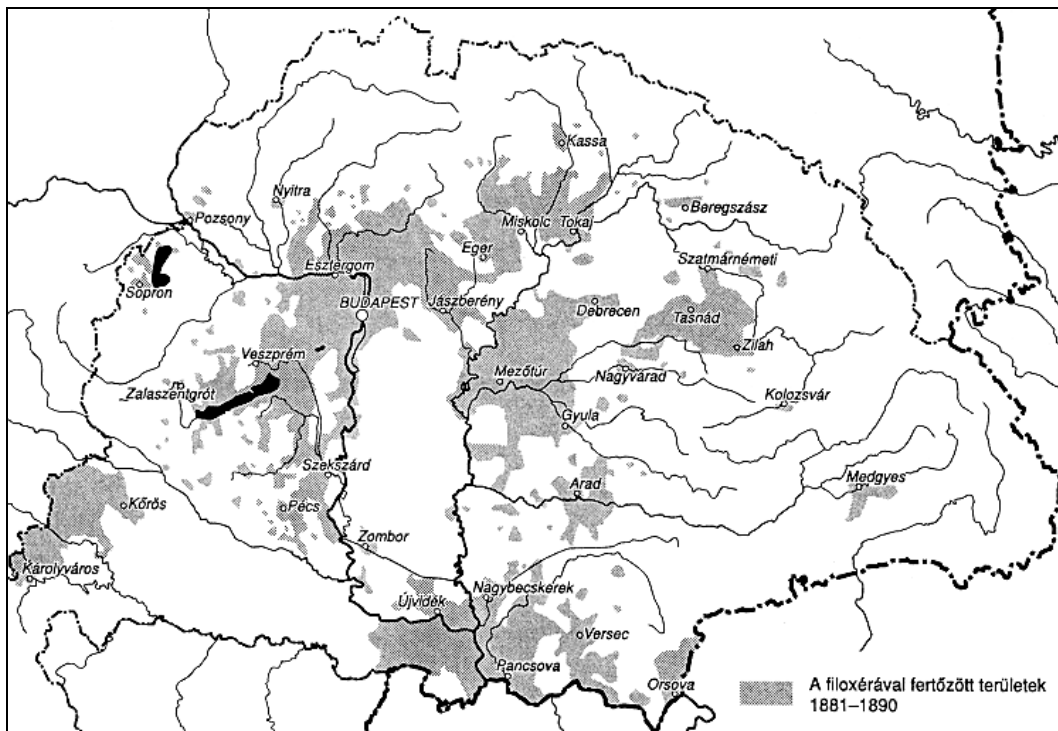 Kassa
Nyitra
Beregszász
Pozsony
Miskolc
Tokaj
Eger
Szatmárnémeti
Esztergom
Sopron
BUDAPEST
Jászberény
Debrecen
Tasnád
Veszprém
Zilah
Mezőtúr
Nagyvárad
Zalaszentgrót
Kolozsvár
Gyula
Szekszárd
Medgyes
Arad
Kőrös
Pécs
Zombor
Károlyváros
Nagybecskerek
Újvidék
Versec
Pancsova
Orsova
A filoxérával fertőzött területek
1881–1890